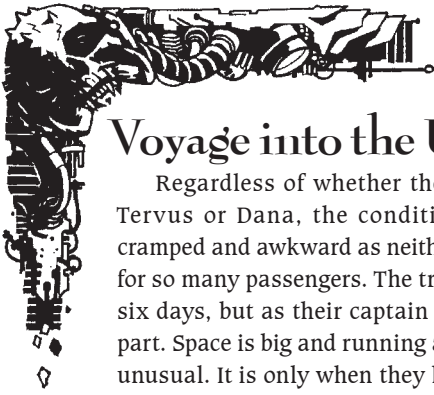 Voyage into the
Regardless of whether the
Tervus or Dana, the conditi
cramped and awkward as neith
for so many passengers. The tr
six days, but as their captain
part. Space is big and running a
unusual. It is only when they